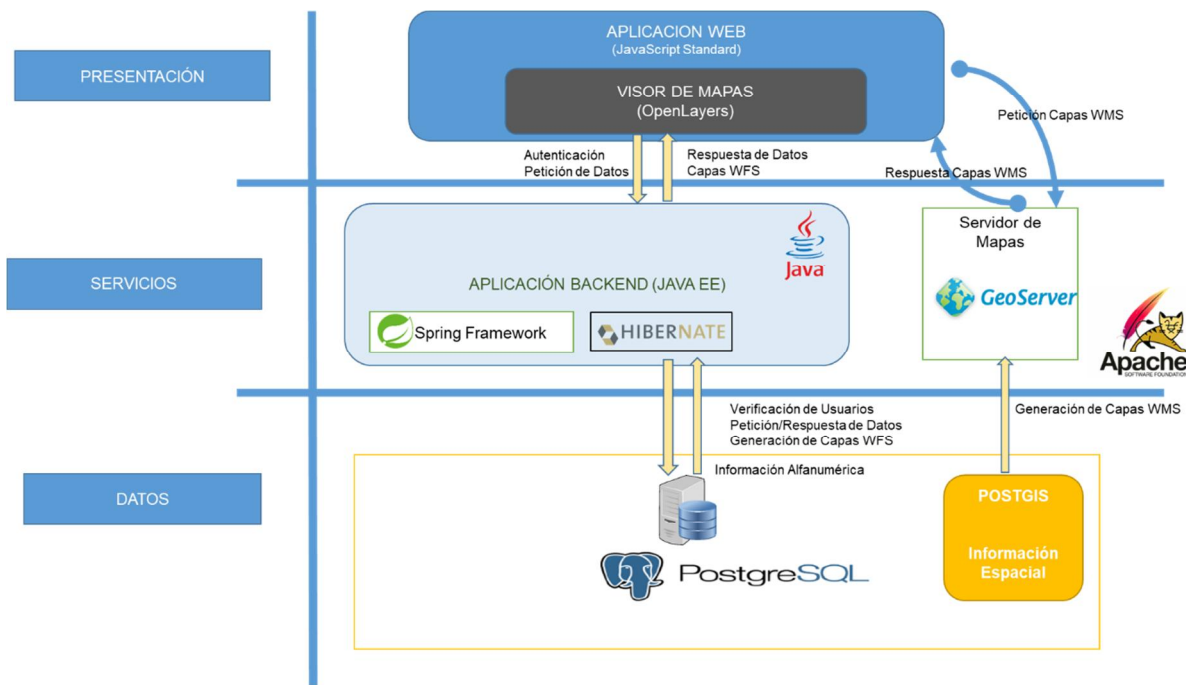 APLICACION WEB
(JavaScript Standard)
PRESENTACIÓN
VISOR DE MAPAS
(OpenLayers)
Petición Capas WMS
Autenticación
Petición de Datos
Respuesta de Datos
Capas WFS
Respuesta Capas WMS
Servidor de
Mapas
Java
SERVICIOS
APLICACIÓN BACKEND (JAVA EE)
GeoServer
Spring Framework
HIBERNATE
Apache
SOFTWARE FOUNDATION
Verificación de Usuarios
Petición/Respuesta de Datos
Generación de Capas WFS
Generación de Capas WMS
Información Alfanumérica
DATOS
POSTGIS
Información
Espacial
PostgreSQL